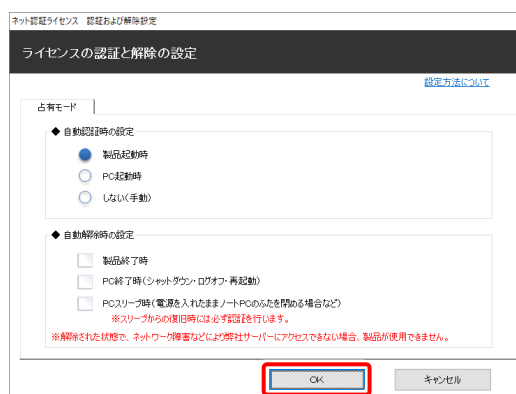 ネット認証ライセンス 認証および解除設定
ライセンスの認証と解除の設定
設定方法について
占有モード
◆ 自動認証時の設定
製品起動時
PC起動時
しない(手動)
◆ 自動解除時の設定
製品終了時
PC終了時(シャットダウン・ログオフ・再起動)
PCスリープ時(電源を入れたままノートPCのふたを閉める場合など)
※スリープからの復旧時には必ず認証を行います。
※解除された状態で、ネットワーク障害などにより弊社サーバーにアクセスできない場合、製品が使用できません。
OK
キャンセル